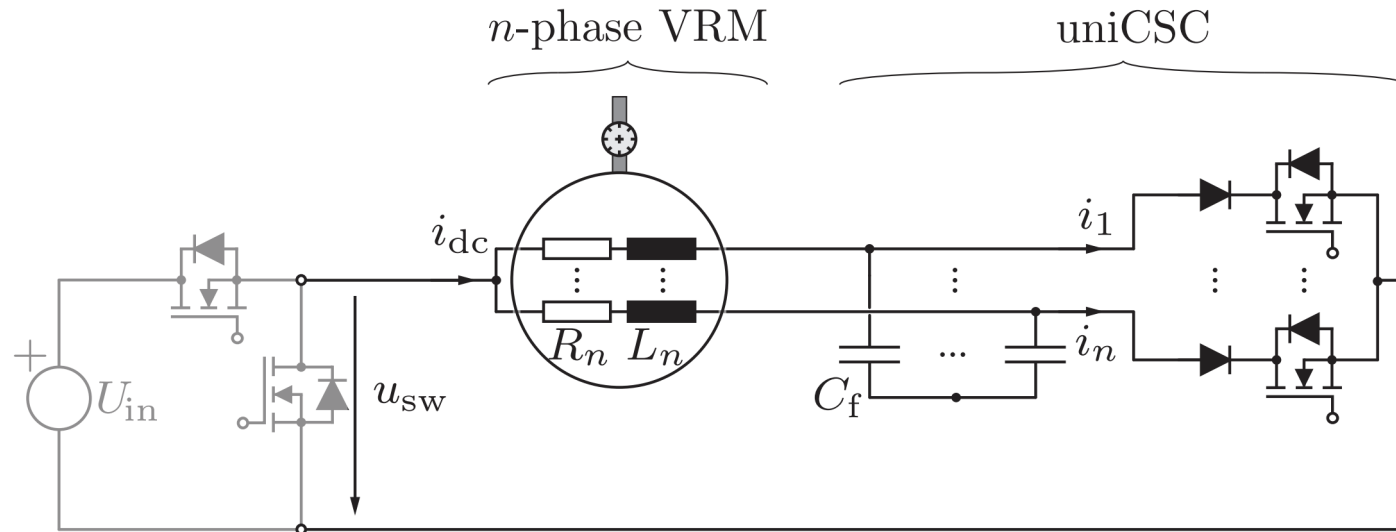 n-phase VRM
uniCSC
i_dc
i_1
R_n
L_n
i_n
C_f
+
U_in
u_sw